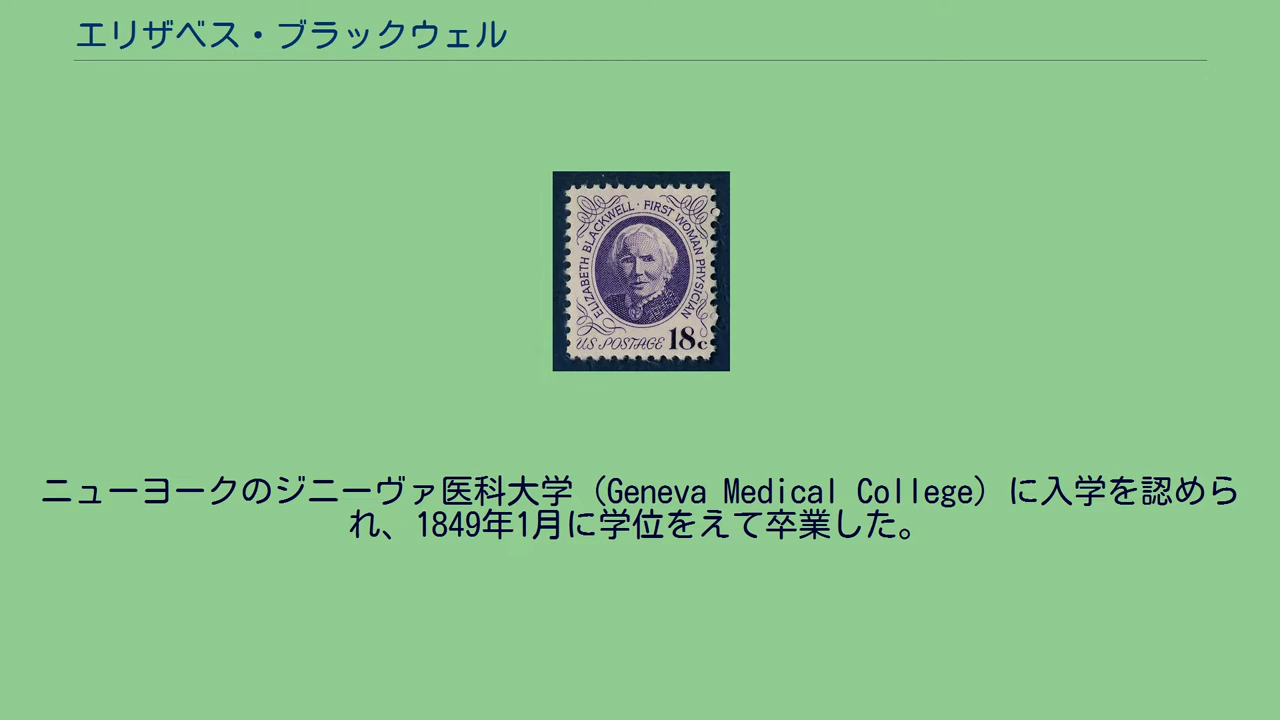 エリザベス・ブラックウェル
ELIZABETH BLACKWELL · FIRST WOMAN PHYSICIAN
US POSTAGE 18c
ニューヨークのジニーヴァ医科大学（Geneva Medical College）に入学を認めら
れ、1849年1月に学位をえて卒業した。